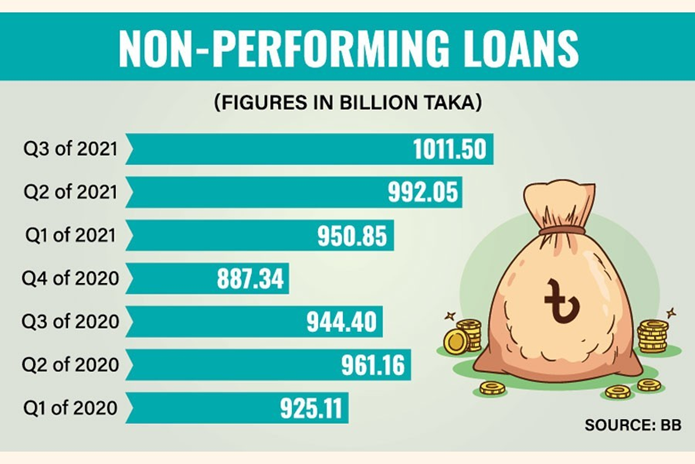 NON-PERFORMING LOANS
(FIGURES IN BILLION TAKA)
Q3 of 2021 1011.50
Q2 of 2021 992.05
Q1 of 2021 950.85
Q4 of 2020 887.34
Q3 of 2020 944.40
Q2 of 2020 961.16
Q1 of 2020 925.11
৳
SOURCE: BB